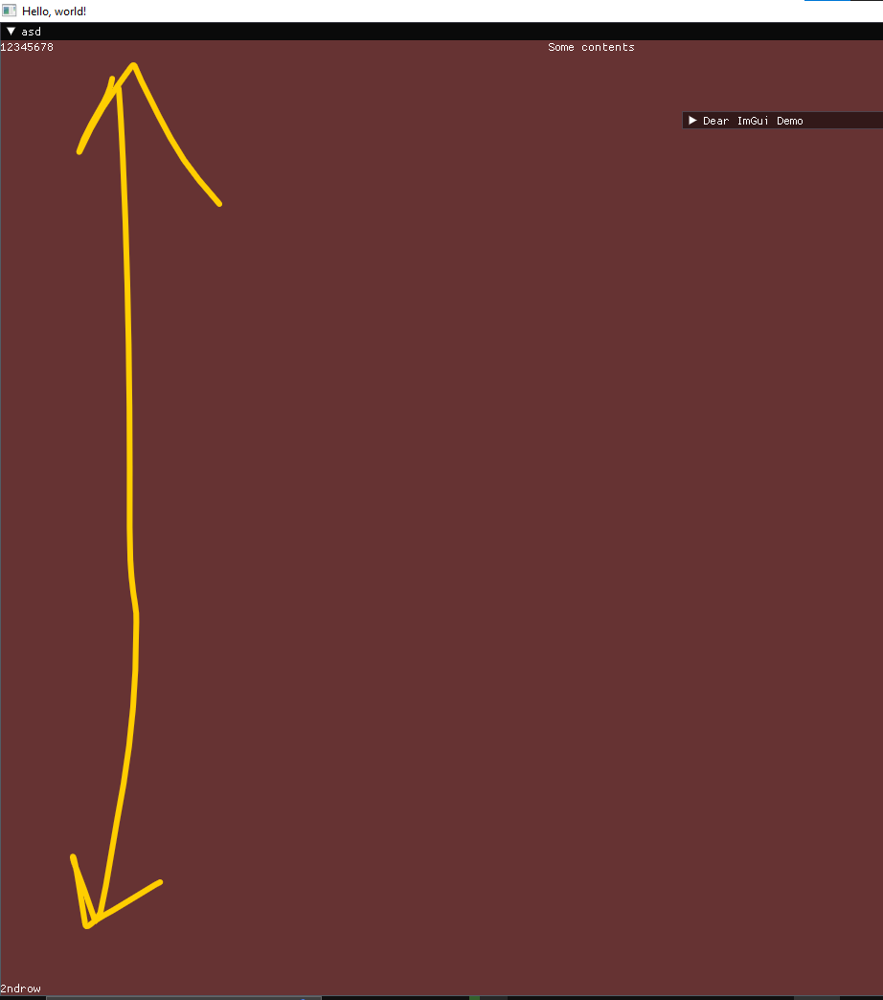 Hello, world!
asd
12345678 Some contents
Dear ImGui Demo
2ndrow